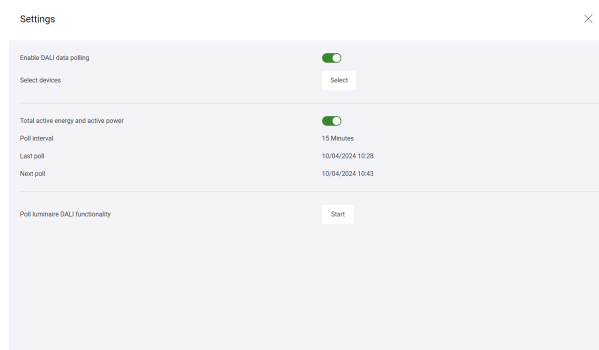 Settings
Enable DALI data polling
Select devices Select
Total active energy and active power
Poll interval 15 Minutes
Last poll 10/04/2024 10:28
Next poll 10/04/2024 10:43
Poll luminaire DALI functionality Start